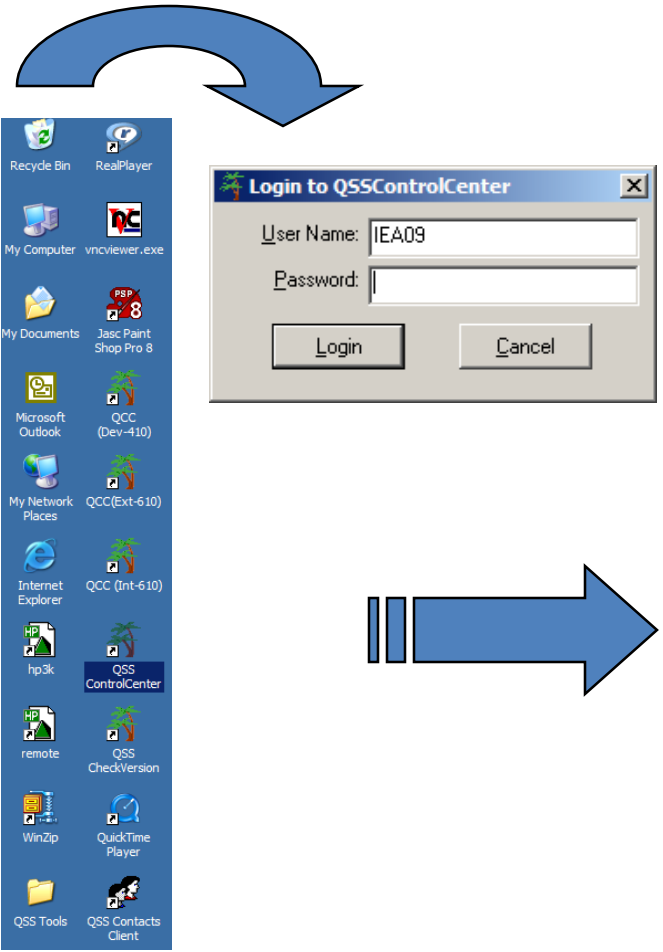 Recycle Bin
RealPlayer
My Computer
vncviewer.exe
My Documents
Jasc Paint
Shop Pro 8
Microsoft
Outlook
QCC
(Dev-410)
My Network
Places
QCC(Ext-610)
Internet
Explorer
QCC (Int-610)
hp3k
QSS
ControlCenter
remote
QSS
CheckVersion
WinZip
QuickTime
Player
QSS Tools
QSS Contacts
Client
Login to QSSControlCenter
User Name:
IEA09
Password:
Login
Cancel